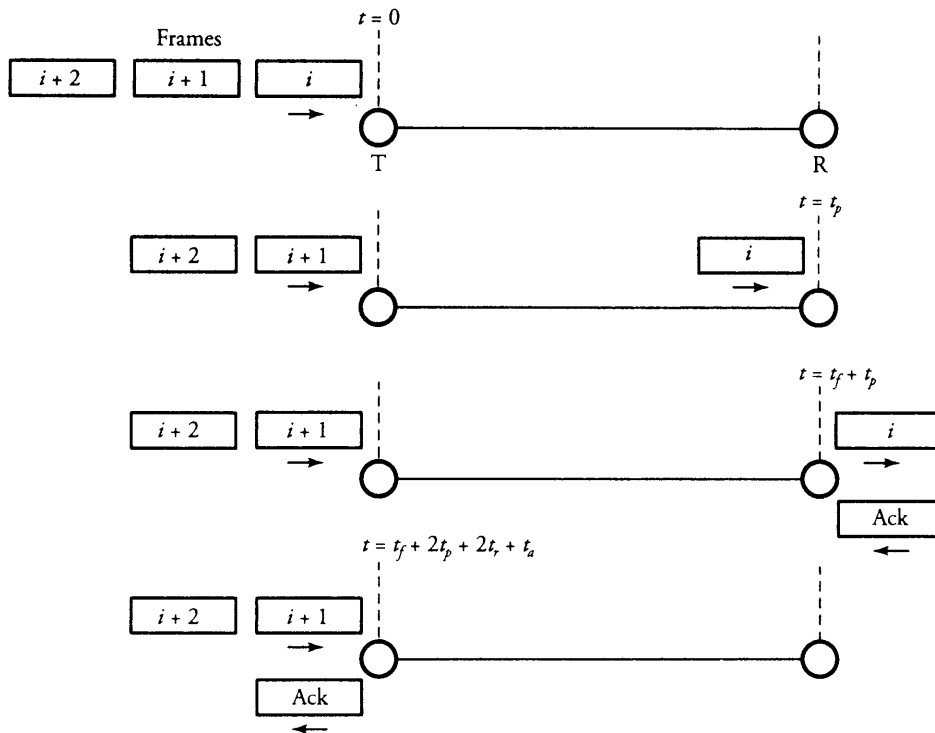 t = 0
Frames
i + 2 i + 1 i
T R
t = t_p
i + 2 i + 1 i
t = t_f + t_p
i + 2 i + 1 i
Ack
t = t_f + 2t_p + 2t_r + t_a
i + 2 i + 1
Ack